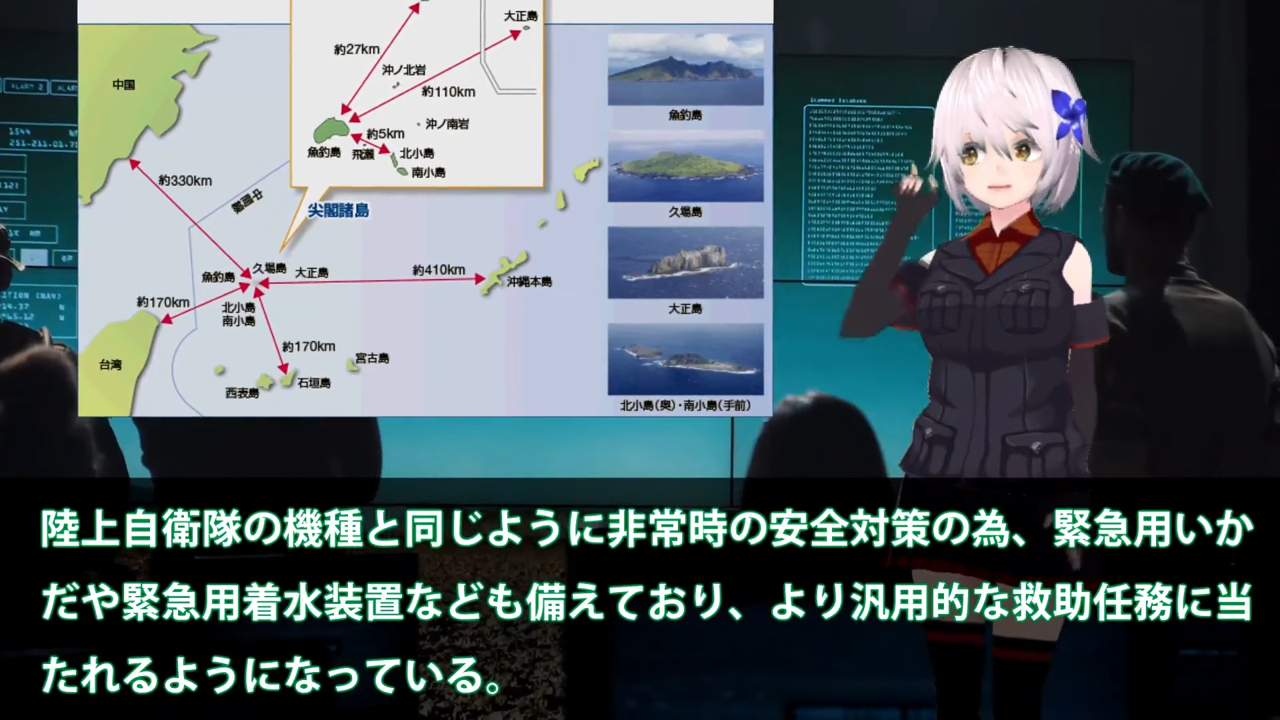 大正島
約27km
沖ノ北岩
約110km
沖ノ南岩
約5km
魚釣島
飛瀬
北小島
南小島
中国
約330km
中間線
尖閣諸島
魚釣島
久場島
大正島
約410km
沖縄本島
約170km
北小島
南小島
約170km
台湾
宮古島
石垣島
西表島
魚釣島
久場島
大正島
北小島(奥)・南小島(手前)
陸上自衛隊の機種と同じように非常時の安全対策の為、緊急用いか
だや緊急用着水装置なども備えており、より汎用的な救助任務に当
たれるようになっている。